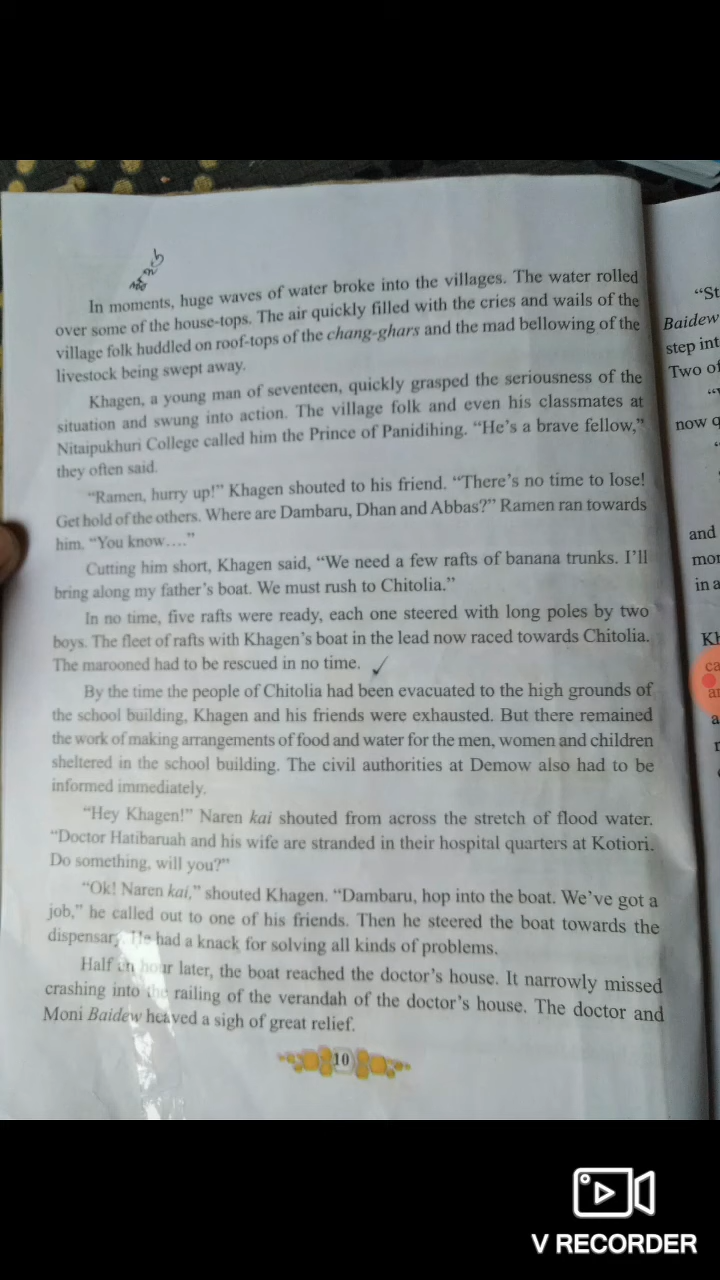 In moments, huge waves of water broke into the villages. The water rolled
over some of the house-tops. The air quickly filled with the cries and wails of the
village folk huddled on roof-tops of the chang-ghars and the mad bellowing of the
livestock being swept away.
Khagen, a young man of seventeen, quickly grasped the seriousness of the
situation and swung into action. The village folk and even his classmates at
Nitaipukhuri College called him the Prince of Panidihing. “He’s a brave fellow,”
they often said.
“Ramen, hurry up!” Khagen shouted to his friend. “There’s no time to lose!
Get hold of the others. Where are Dambaru, Dhan and Abbas?” Ramen ran towards
him. “You know....”
Cutting him short, Khagen said, “We need a few rafts of banana trunks. I’ll
bring along my father’s boat. We must rush to Chitolia.”
In no time, five rafts were ready, each one steered with long poles by two
boys. The fleet of rafts with Khagen’s boat in the lead now raced towards Chitolia.
The marooned had to be rescued in no time.
By the time the people of Chitolia had been evacuated to the high grounds of
the school building, Khagen and his friends were exhausted. But there remained
the work of making arrangements of food and water for the men, women and children
sheltered in the school building. The civil authorities at Demow also had to be
informed immediately.
“Hey Khagen!” Naren kai shouted from across the stretch of flood water.
“Doctor Hatibaruah and his wife are stranded in their hospital quarters at Kotiori.
Do something, will you?”
“Ok! Naren kai,” shouted Khagen. “Dambaru, hop into the boat. We’ve got a
job,” he called out to one of his friends. Then he steered the boat towards the
dispensary. He had a knack for solving all kinds of problems.
Half an hour later, the boat reached the doctor’s house. It narrowly missed
crashing into the railing of the verandah of the doctor’s house. The doctor and
Moni Baidew heaved a sigh of great relief.
10
“St
Baidew
step int
Two of
now q
and
mor
in a
Kh
ca
V RECORDER